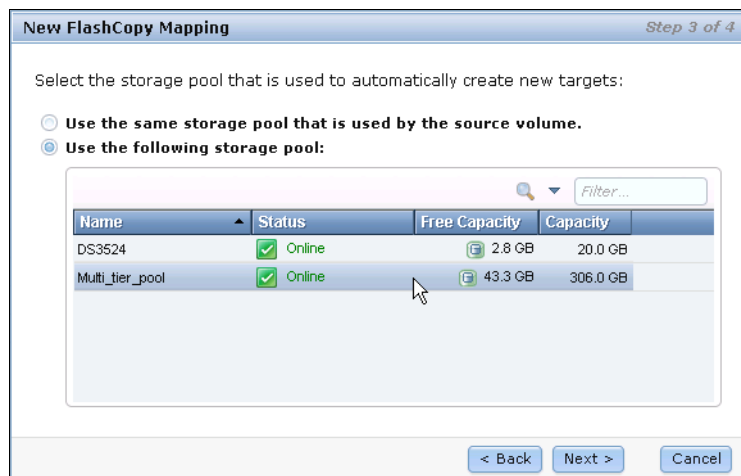 New FlashCopy Mapping Step 3 of 4
Select the storage pool that is used to automatically create new targets:
Use the same storage pool that is used by the source volume.
Use the following storage pool:
Filter...
Name Status Free Capacity Capacity
DS3524 Online 2.8 GB 20.0 GB
Multi_tier_pool Online 43.3 GB 306.0 GB
< Back Next > Cancel